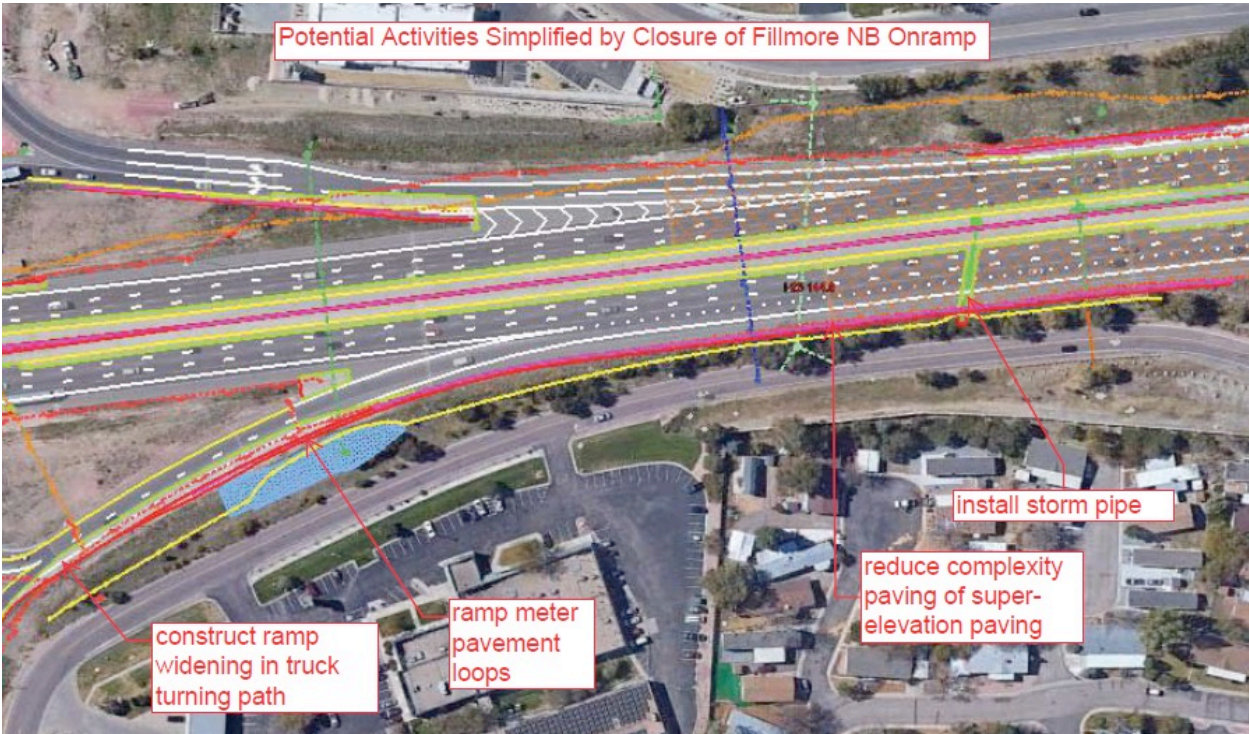 Potential Activities Simplified by Closure of Fillmore NB Onramp
install storm pipe
reduce complexity
paving of super-
elevation paving
ramp meter
pavement
loops
construct ramp
widening in truck
turning path